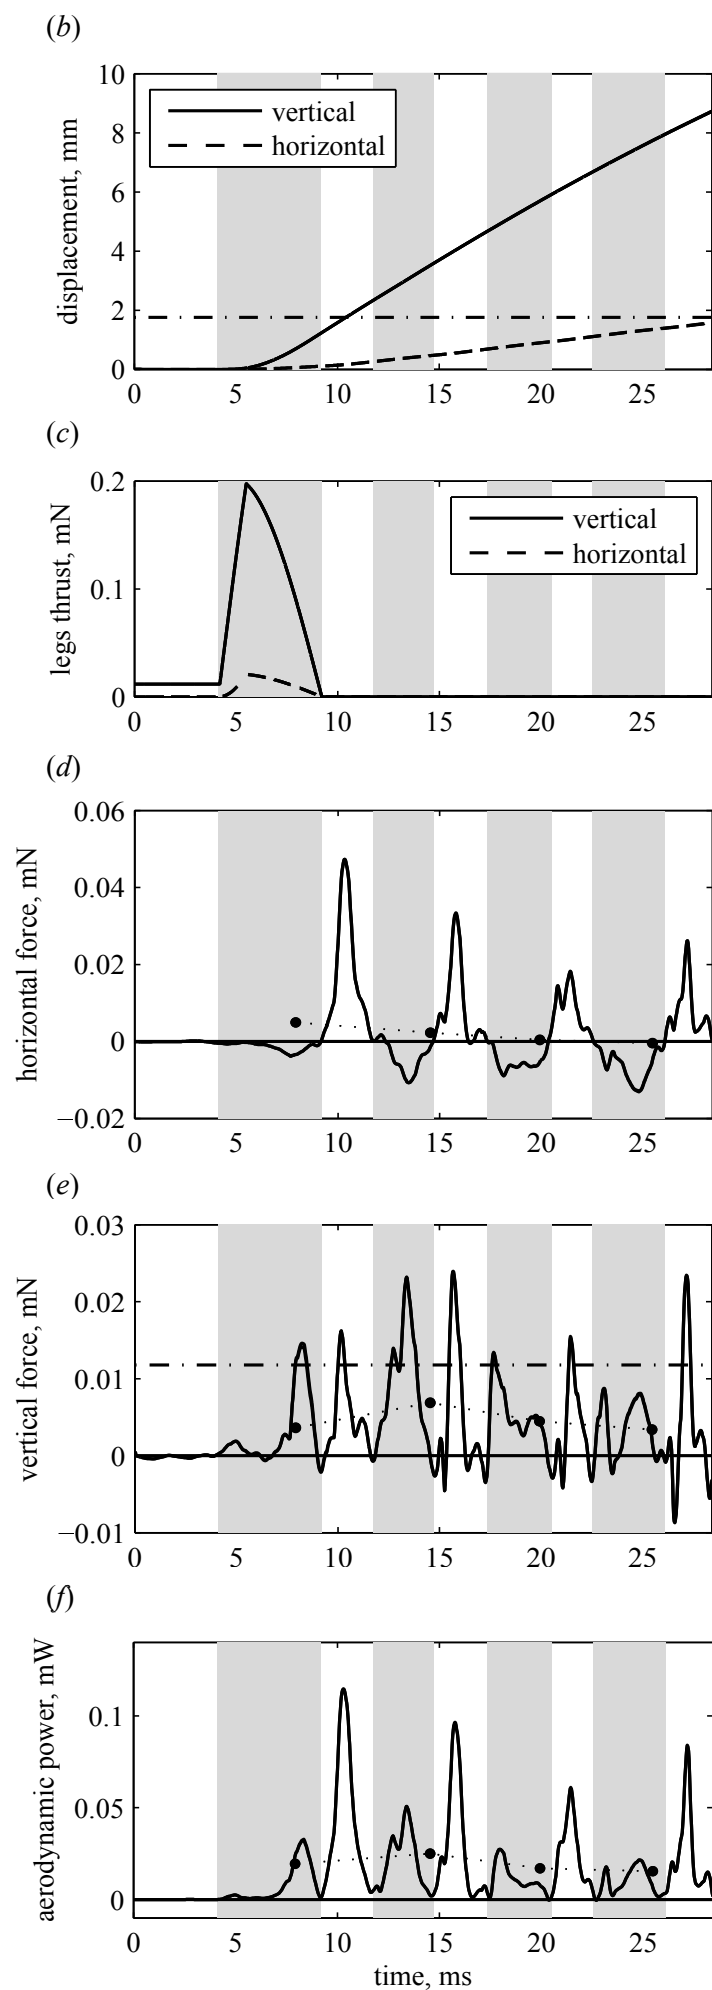 (b)
10
8
6
4
2
0
displacement, mm
vertical
horizontal
0 5 10 15 20 25
(c)
0.2
0.1
0
legs thrust, mN
vertical
horizontal
0 5 10 15 20 25
(d)
0.06
0.04
0.02
0
−0.02
horizontal force, mN
0 5 10 15 20 25
(e)
0.03
0.02
0.01
0
−0.01
vertical force, mN
0 5 10 15 20 25
(f)
0.1
0.05
0
aerodynamic power, mW
0 5 10 15 20 25
time, ms